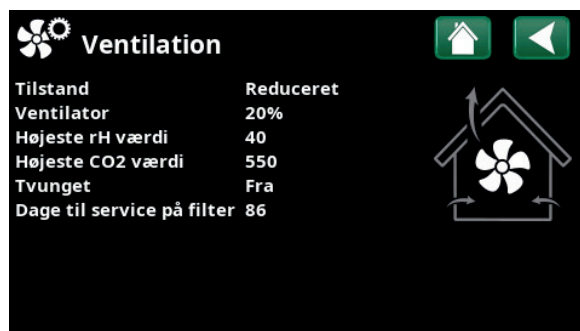 Ventilation
Tilstand Reduceret
Ventilator 20%
Højeste rH værdi 40
Højeste CO2 værdi 550
Tvunget Fra
Dage til service på filter 86